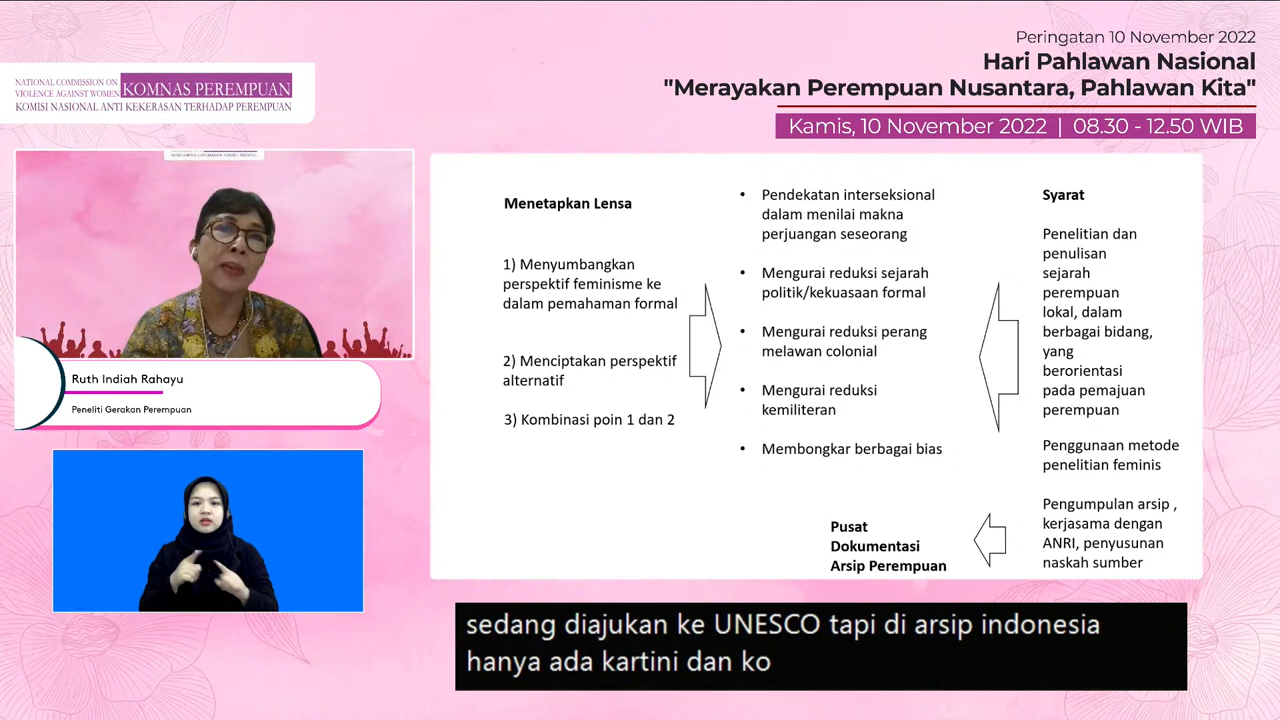 NATIONAL COMMISSION ON
VIOLENCE AGAINST WOMEN
KOMNAS PEREMPUAN
KOMISI NASIONAL ANTI KEKERASAN TERHADAP PEREMPUAN
Peringatan 10 November 2022
Hari Pahlawan Nasional
"Merayakan Perempuan Nusantara, Pahlawan Kita"
Kamis, 10 November 2022 | 08.30 - 12.50 WIB
Ruth Indiah Rahayu
Peneliti Gerakan Perempuan
Menetapkan Lensa
1) Menyumbangkan
perspektif feminisme ke
dalam pemahaman formal
2) Menciptakan perspektif
alternatif
3) Kombinasi poin 1 dan 2
• Pendekatan interseksional
dalam menilai makna
perjuangan seseorang
• Mengurai reduksi sejarah
politik/kekuasaan formal
• Mengurai reduksi perang
melawan colonial
• Mengurai reduksi
kemiliteran
• Membongkar berbagai bias
Pusat
Dokumentasi
Arsip Perempuan
Syarat
Penelitian dan
penulisan
sejarah
perempuan
lokal, dalam
berbagai bidang,
yang
berorientasi
pada pemajuan
perempuan
Penggunaan metode
penelitian feminis
Pengumpulan arsip ,
kerjasama dengan
ANRI, penyusunan
naskah sumber
sedang diajukan ke UNESCO tapi di arsip indonesia
hanya ada kartini dan ko